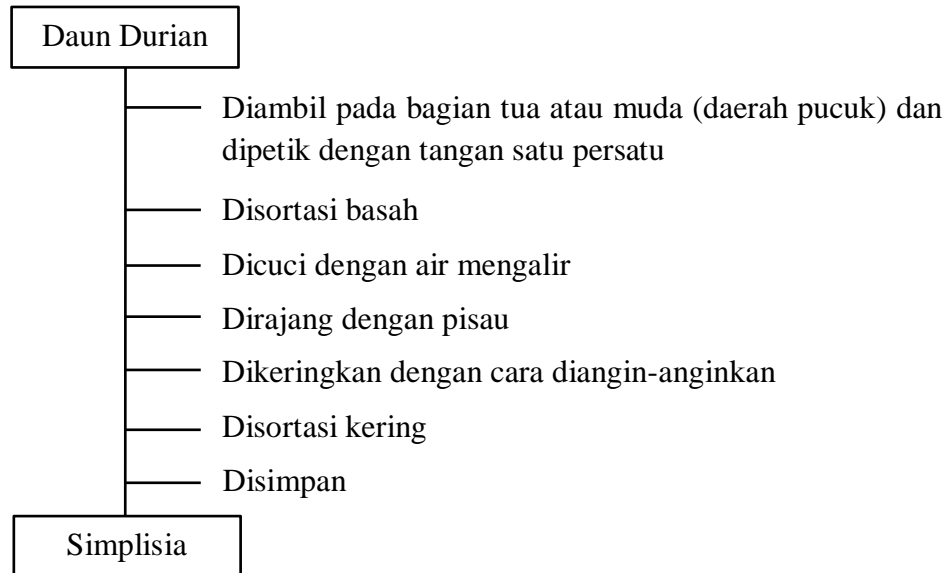 Daun Durian
Diambil pada bagian tua atau muda (daerah pucuk) dan
dipetik dengan tangan satu persatu
Disortasi basah
Dicuci dengan air mengalir
Dirajang dengan pisau
Dikeringkan dengan cara diangin-anginkan
Disortasi kering
Disimpan
Simplisia